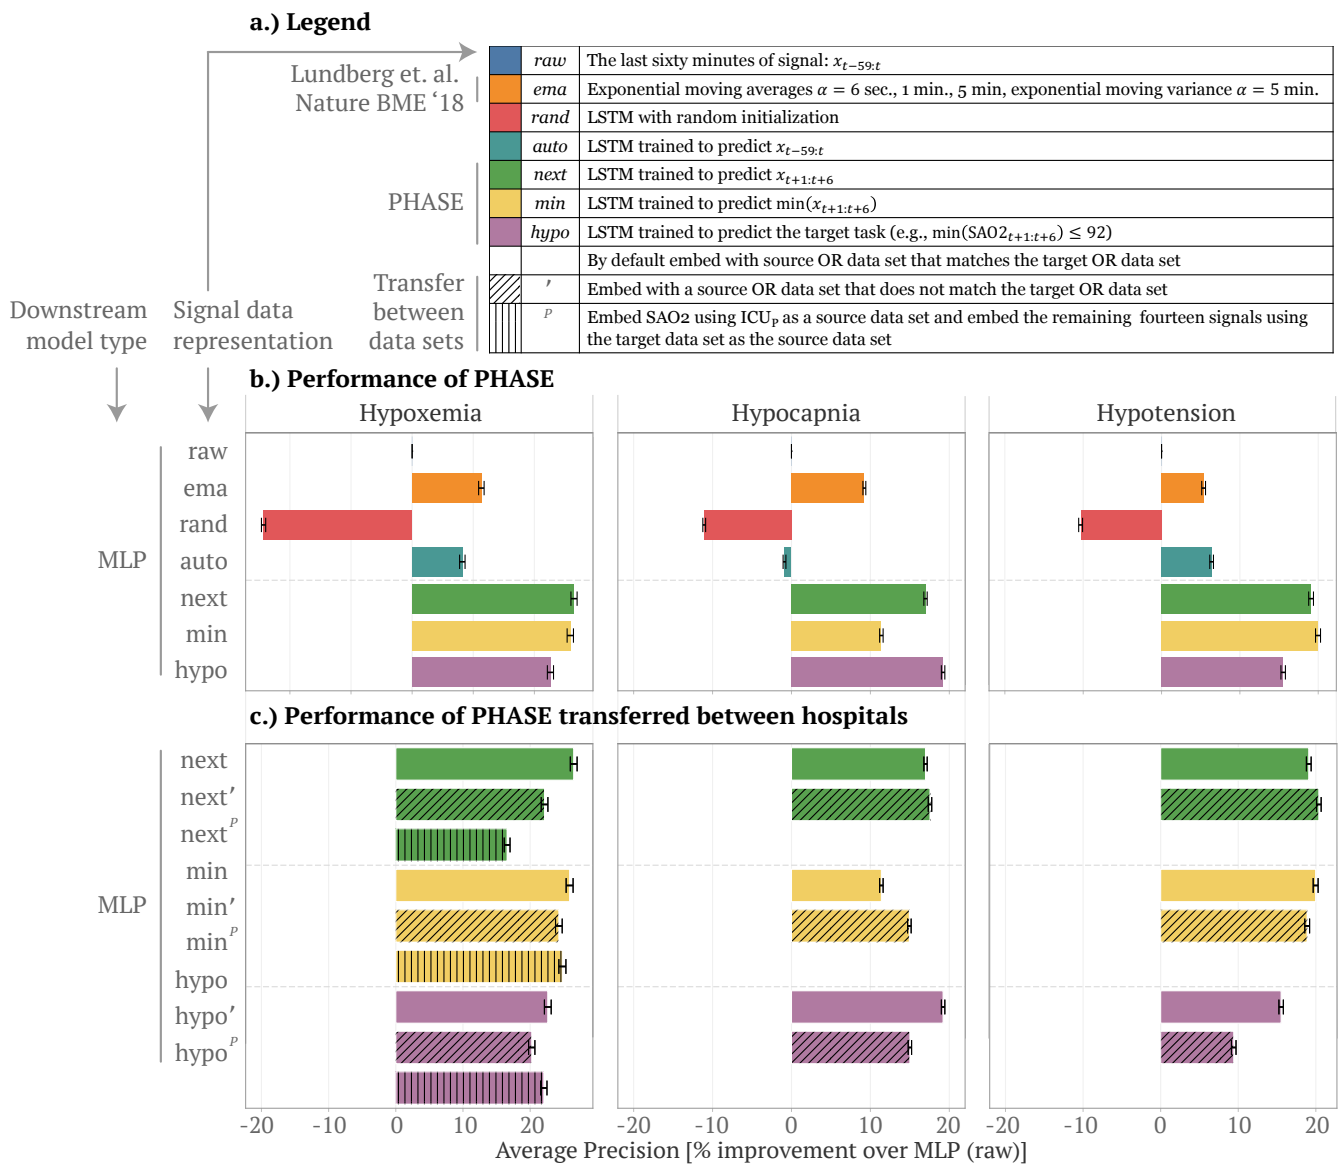 a.) Legend
Lundberg et. al.
Nature BME ‘18
raw The last sixty minutes of signal: x_{t−59:t}
ema Exponential moving averages α = 6 sec., 1 min., 5 min, exponential moving variance α = 5 min.
rand LSTM with random initialization
auto LSTM trained to predict x_{t−59:t}
PHASE
next LSTM trained to predict x_{t+1:t+6}
min LSTM trained to predict min(x_{t+1:t+6})
hypo LSTM trained to predict the target task (e.g., min(SAO2_{t+1:t+6}) ≤ 92)
By default embed with source OR data set that matches the target OR data set
Transfer
between
data sets
′ Embed with a source OR data set that does not match the target OR data set
P Embed SAO2 using ICU_P as a source data set and embed the remaining fourteen signals using
the target data set as the source data set
Downstream
model type
Signal data
representation
b.) Performance of PHASE
Hypoxemia Hypocapnia Hypotension
MLP
raw
ema
rand
auto
next
min
hypo
c.) Performance of PHASE transferred between hospitals
MLP
next
next′
next^P
min
min′
min^P
hypo
hypo′
hypo^P
-20 -10 0 10 20 -20 -10 0 10 20 -20 -10 0 10 20
Average Precision [% improvement over MLP (raw)]